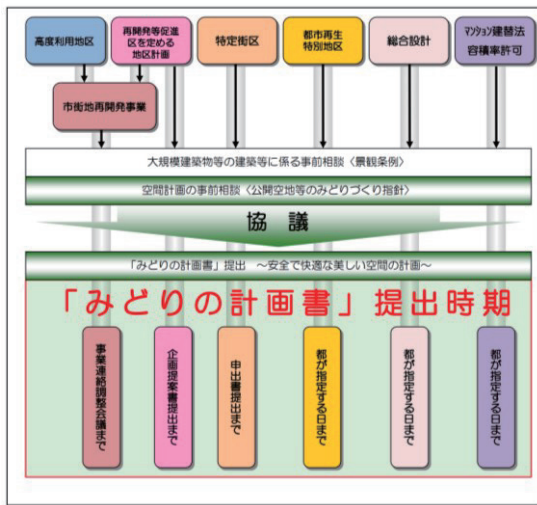 高度利用地区
再開発等促進
区を定める
地区計画
特定街区
都市再生
特別地区
総合設計
マンション建替法
容積率許可
市街地再開発事業
大規模建築物等の建築等に係る事前相談〈景観条例〉
空間計画の事前相談〈公開空地等のみどりづくり指針〉
協議
「みどりの計画書」提出 ～安全で快適な美しい空間の計画～
「みどりの計画書」提出時期
事業連絡調整会議まで
企画提案書提出まで
申出書提出まで
都が指定する日まで
都が指定する日まで
都が指定する日まで